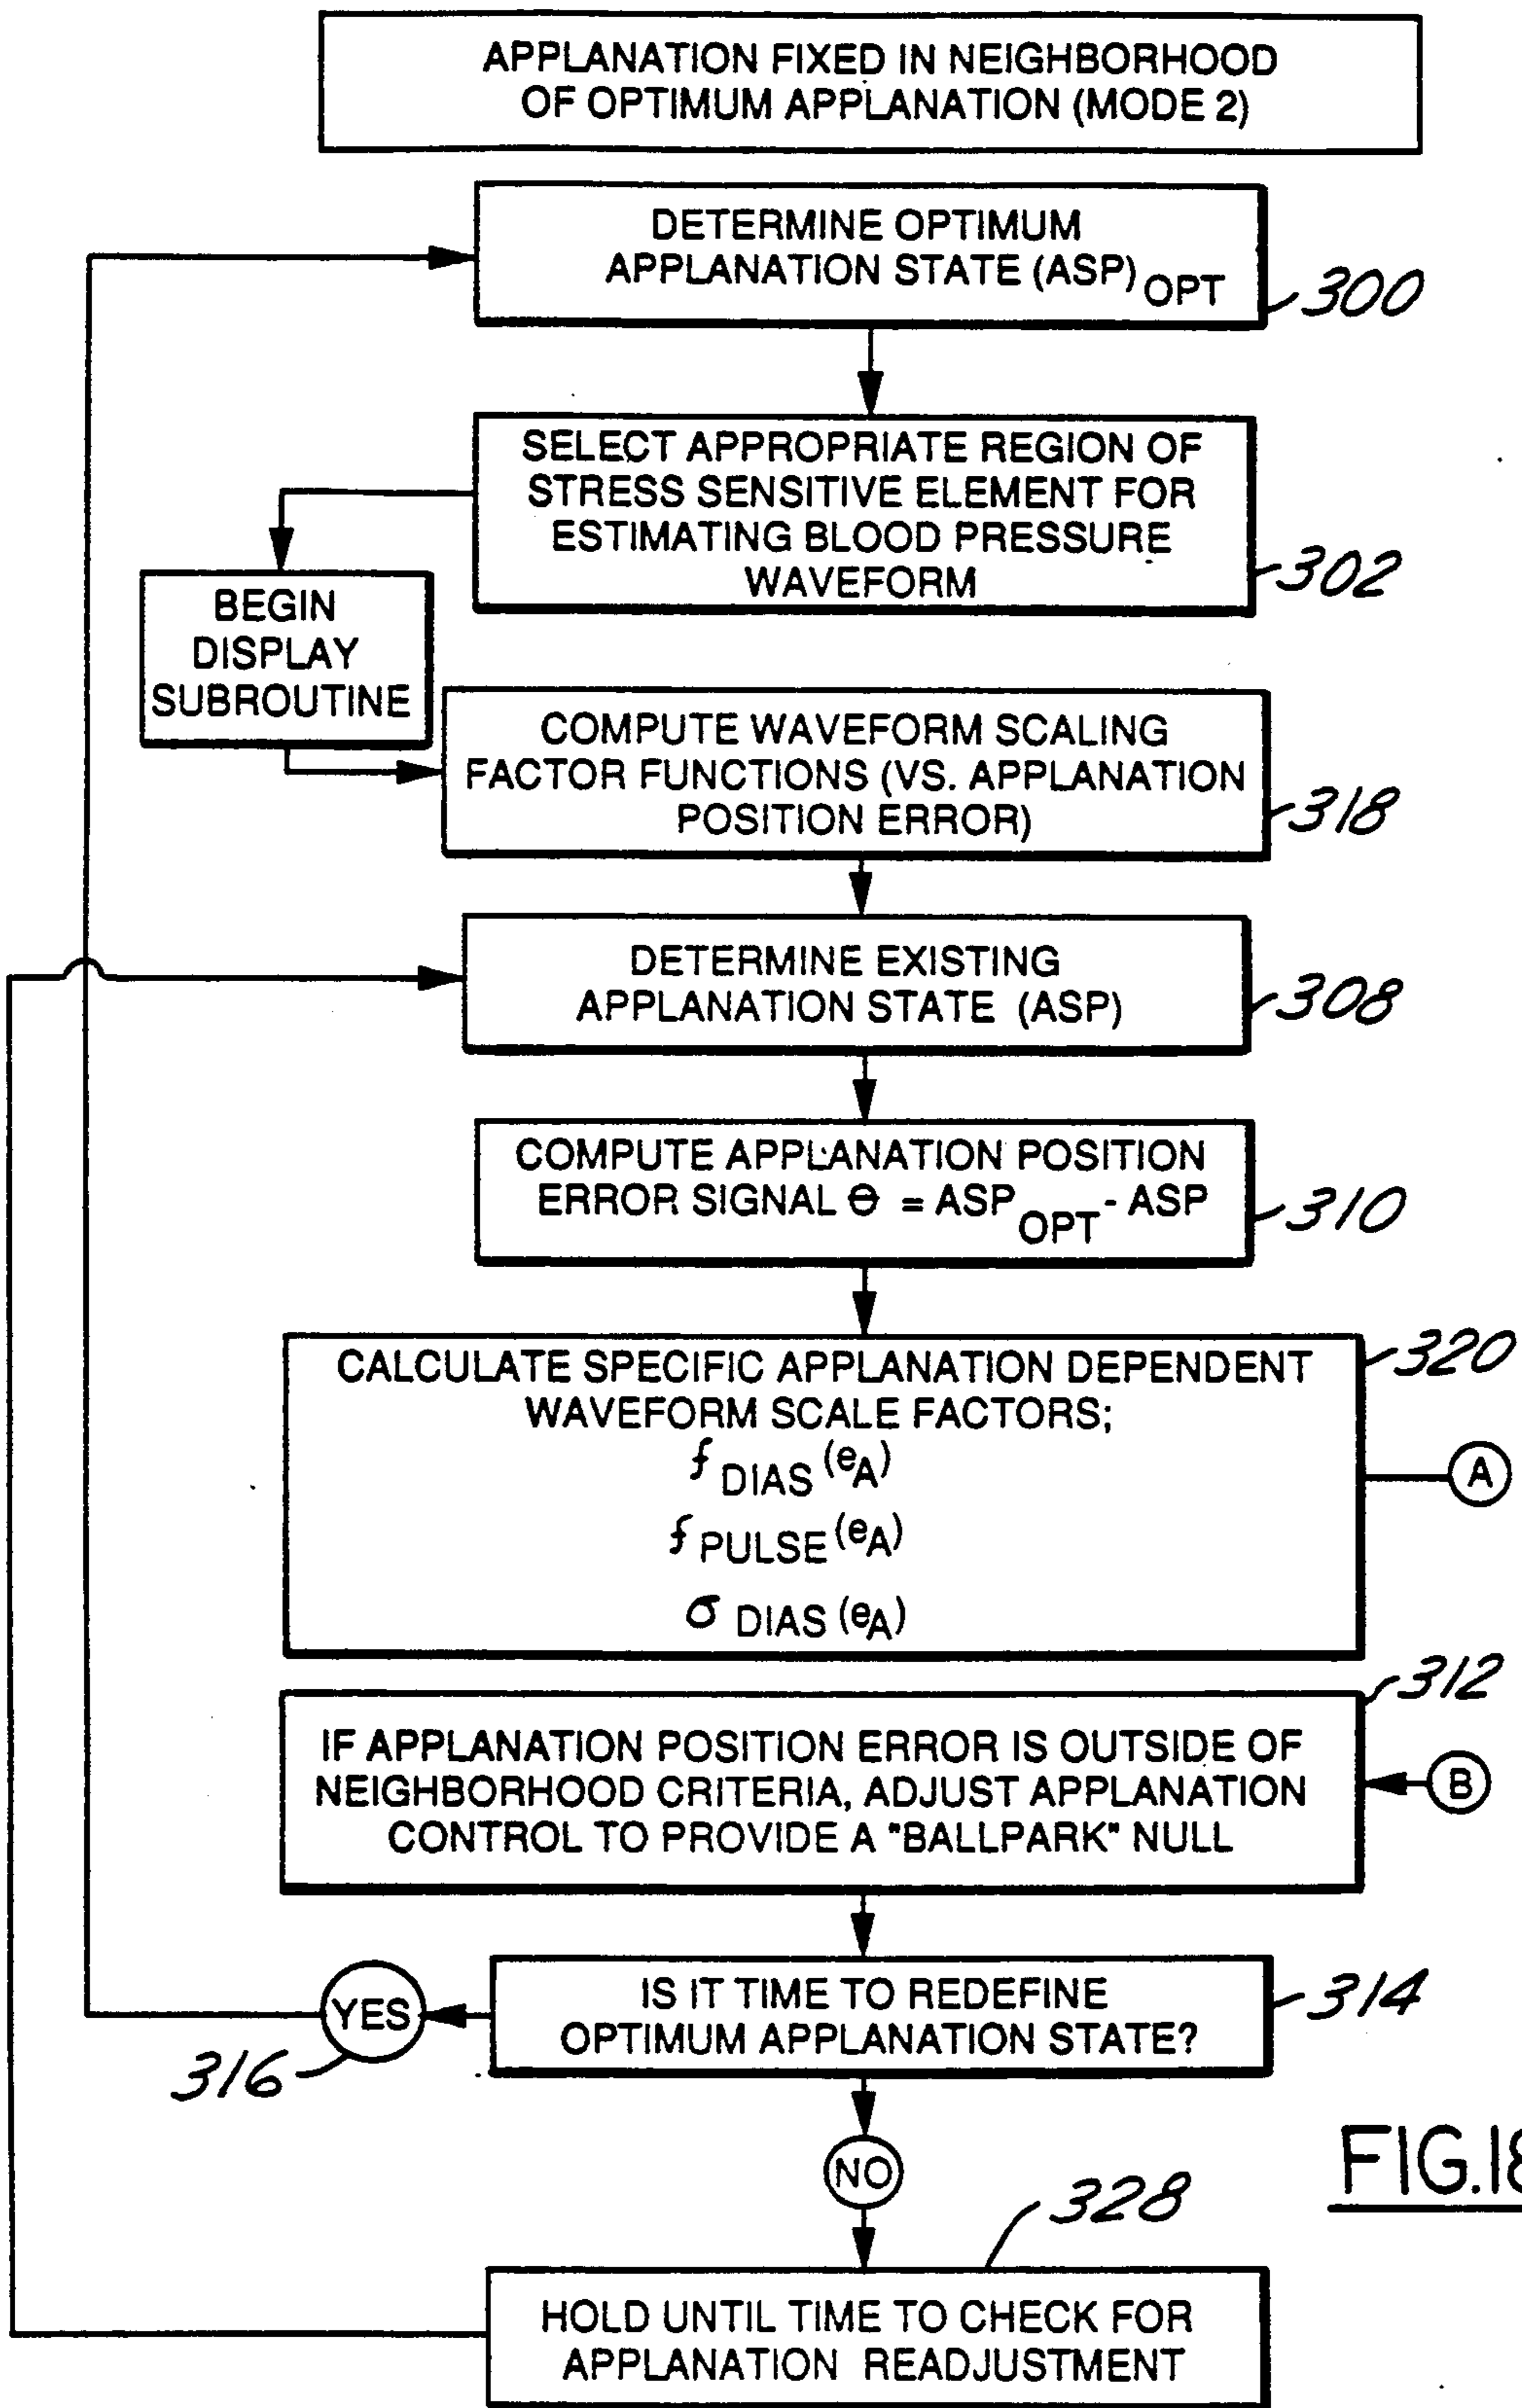 APPLANATION FIXED IN NEIGHBORHOOD
OF OPTIMUM APPLANATION (MODE 2)
DETERMINE OPTIMUM
APPLANATION STATE (ASP) OPT
300
SELECT APPROPRIATE REGION OF
STRESS SENSITIVE ELEMENT FOR
ESTIMATING BLOOD PRESSURE
WAVEFORM
302
BEGIN
DISPLAY
SUBROUTINE
COMPUTE WAVEFORM SCALING
FACTOR FUNCTIONS (VS. APPLANATION
POSITION ERROR)
318
DETERMINE EXISTING
APPLANATION STATE (ASP)
308
COMPUTE APPLANATION POSITION
ERROR SIGNAL Θ = ASP OPT - ASP
310
CALCULATE SPECIFIC APPLANATION DEPENDENT
WAVEFORM SCALE FACTORS;
f DIAS (eA)
f PULSE (eA)
σ DIAS (eA)
320
A
312
IF APPLANATION POSITION ERROR IS OUTSIDE OF
NEIGHBORHOOD CRITERIA, ADJUST APPLANATION
CONTROL TO PROVIDE A "BALLPARK" NULL
B
IS IT TIME TO REDEFINE
OPTIMUM APPLANATION STATE?
314
YES
316
NO
328
HOLD UNTIL TIME TO CHECK FOR
APPLANATION READJUSTMENT
FIG.18